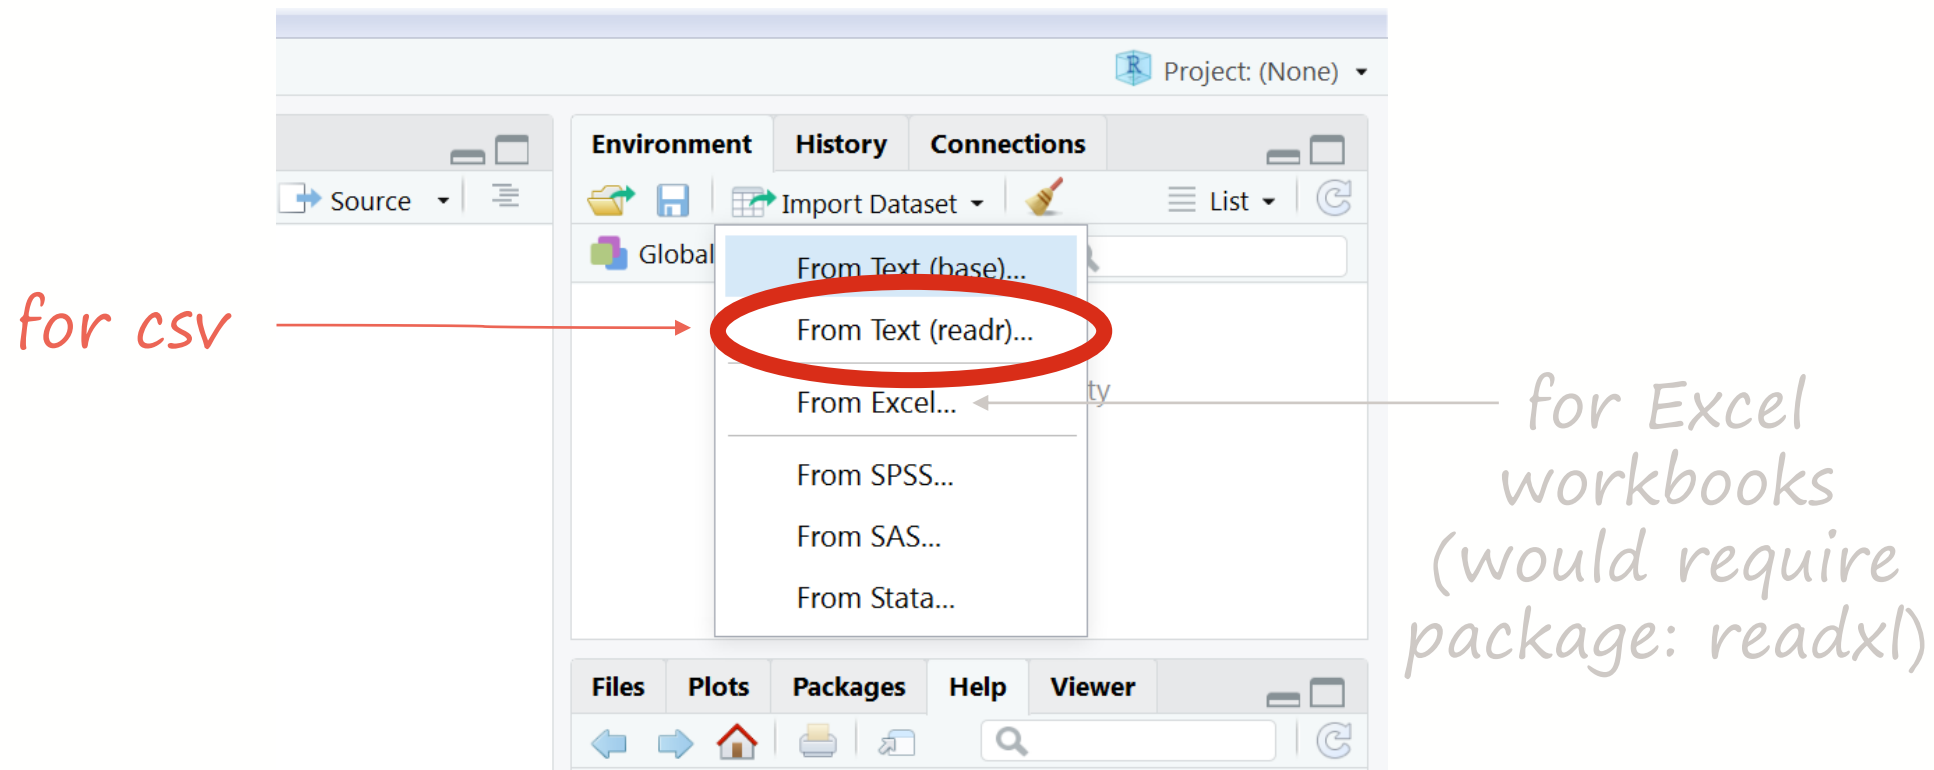 Project: (None)
Environment History Connections
Source
Import Dataset
List
Global
From Text (base)...
for csv
From Text (readr)...
ty
From Excel...
for Excel
workbooks
(would require
package: readxl)
From SPSS...
From SAS...
From Stata...
Files Plots Packages Help Viewer